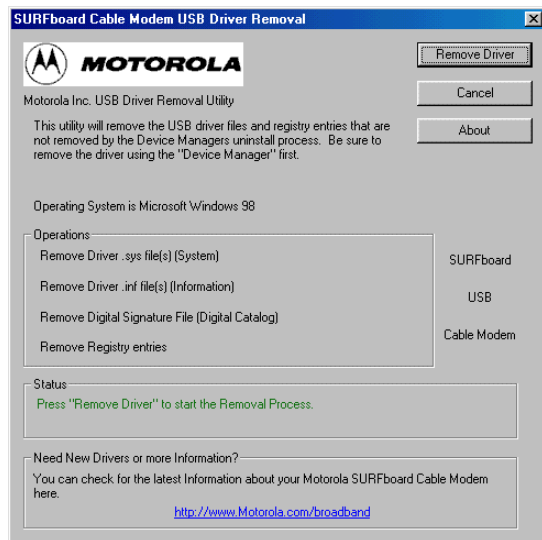 SURFboard Cable Modem USB Driver Removal
MOTOROLA
Remove Driver
Motorola Inc. USB Driver Removal Utility
Cancel
This utility will remove the USB driver files and registry entries that are
not removed by the Device Managers uninstall process. Be sure to
remove the driver using the "Device Manager" first.
About
Operating System is Microsoft Windows 98
Operations
Remove Driver .sys file(s) (System)
Remove Driver .inf file(s) (Information)
Remove Digital Signature File (Digital Catalog)
Remove Registry entries
SURFboard
USB
Cable Modem
Status
Press "Remove Driver" to start the Removal Process.
Need New Drivers or more Information?
You can check for the latest Information about your Motorola SURFboard Cable Modem
here.
http://www.Motorola.com/broadband